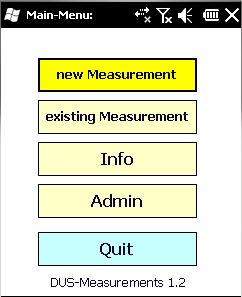 Main-Menu:
new Measurement
existing Measurement
Info
Admin
Quit
DUS-Measurements 1.2